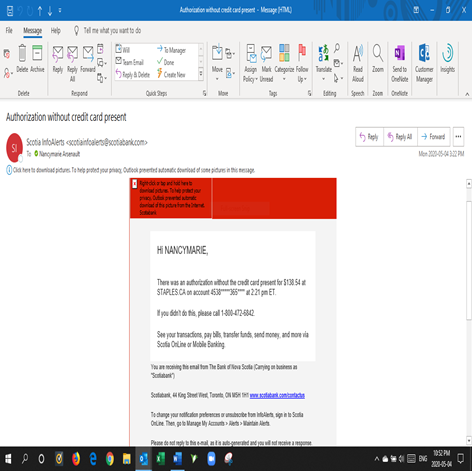 Authorization without credit card present - Message (HTML)
File Message Help Tell me what you want to do
Will To Manager
Team Email Done
Reply & Delete Create New
Delete Archive Reply Reply All Forward Move Assign Policy Mark Unread Categorize Follow Up Translate Read Aloud Zoom Send to OneNote Customer Manager Insights
Delete Respond Quick Steps Move Tags Editing Speech Zoom OneNote
Authorization without credit card present
SI
Scotia InfoAlerts <scotiainfoalerts@scotiabank.com>
To Nancymarie Arsenault
Reply Reply All Forward
Mon 2020-05-04 3:22 PM
Click here to download pictures. To help protect your privacy, Outlook prevented automatic download of some pictures in this message.
Right-click or tap and hold here to
download pictures. To help protect your
privacy, Outlook prevented automatic
download of this picture from the Internet.
Scotiabank
Hi NANCYMARIE,
There was an authorization without the credit card present for $138.54 at
STAPLES.CA on account 4538*****365**** at 2:21 pm ET.
If you didn't do this, please call 1-800-472-6842.
See your transactions, pay bills, transfer funds, send money, and more via
Scotia OnLine or Mobile Banking.
You are receiving this email from The Bank of Nova Scotia (Carrying on business as
"Scotiabank")
Scotiabank, 44 King Street West, Toronto, ON M5H 1H1 www.scotiabank.com/contactus
To change your notification preferences or unsubscribe from InfoAlerts, sign in to Scotia
OnLine. Then, go to Manage My Accounts > Alerts > Maintain Alerts.
Please do not reply to this e-mail, as it is auto-generated and you will not receive a response.
ENG
10:52 PM
2020-05-04